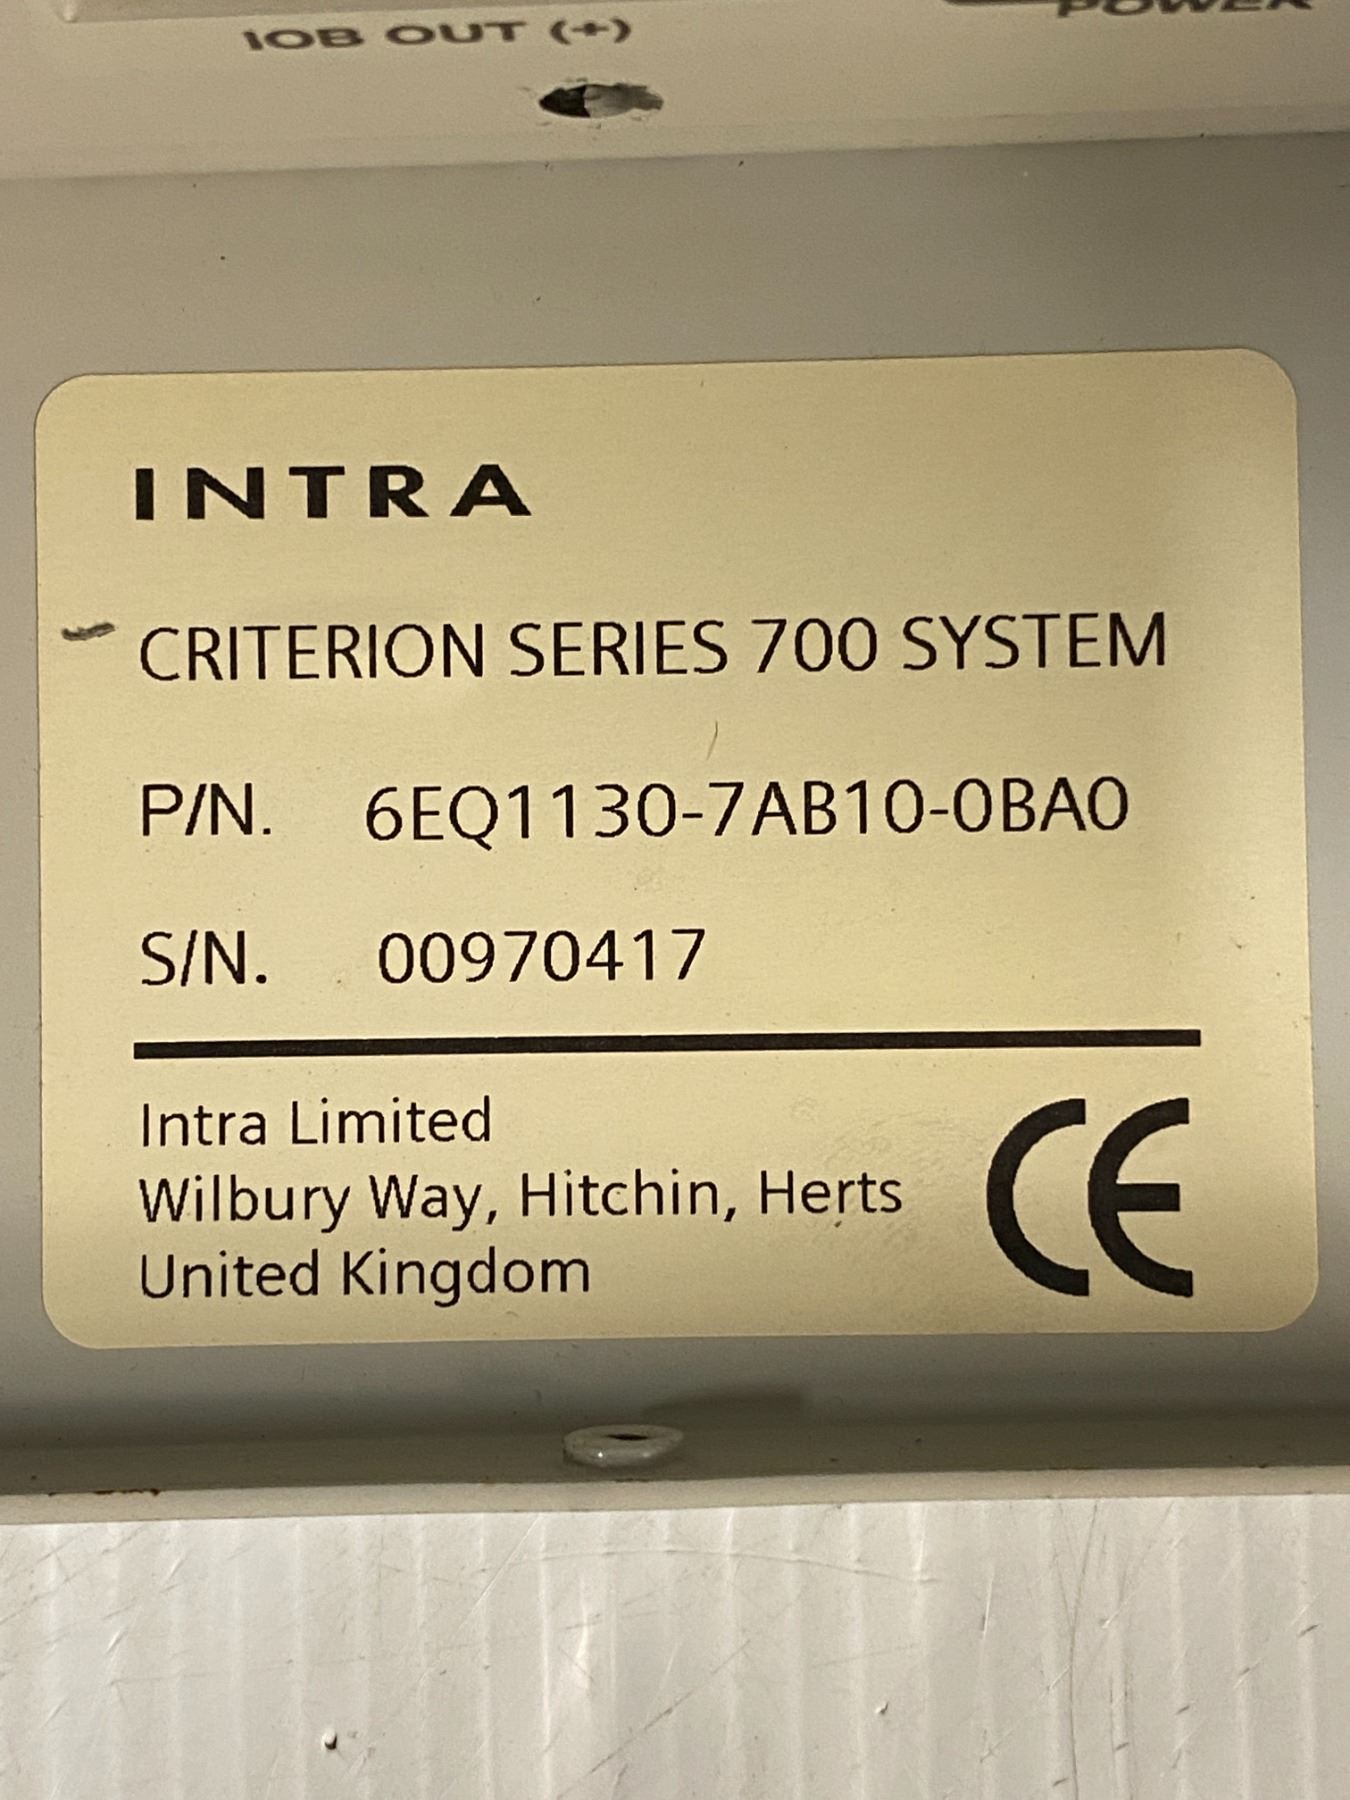 IOB OUT (+)
POWER
INTRA
CRITERION SERIES 700 SYSTEM
P/N. 6EQ1130-7AB10-0BA0
S/N. 00970417
Intra Limited
Wilbury Way, Hitchin, Herts
United Kingdom
CE